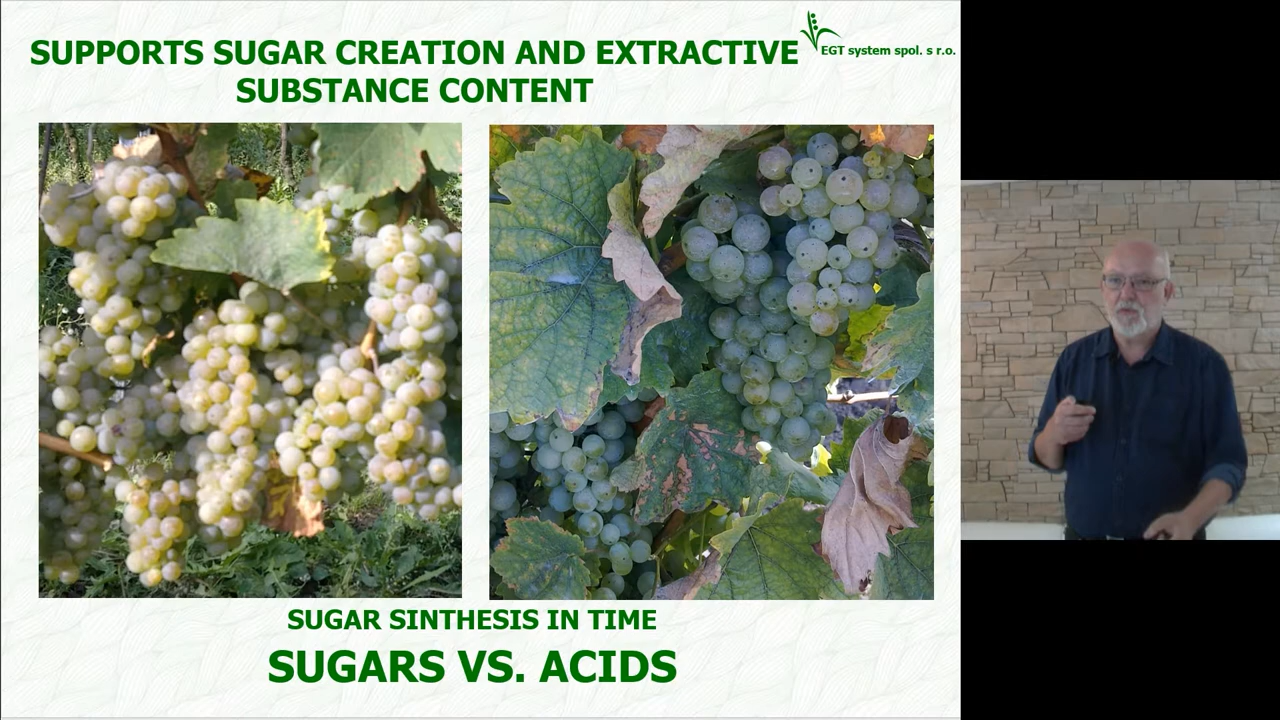 SUPPORTS SUGAR CREATION AND EXTRACTIVE
SUBSTANCE CONTENT
EGT system spol. s r.o.
SUGAR SINTHESIS IN TIME
SUGARS VS. ACIDS